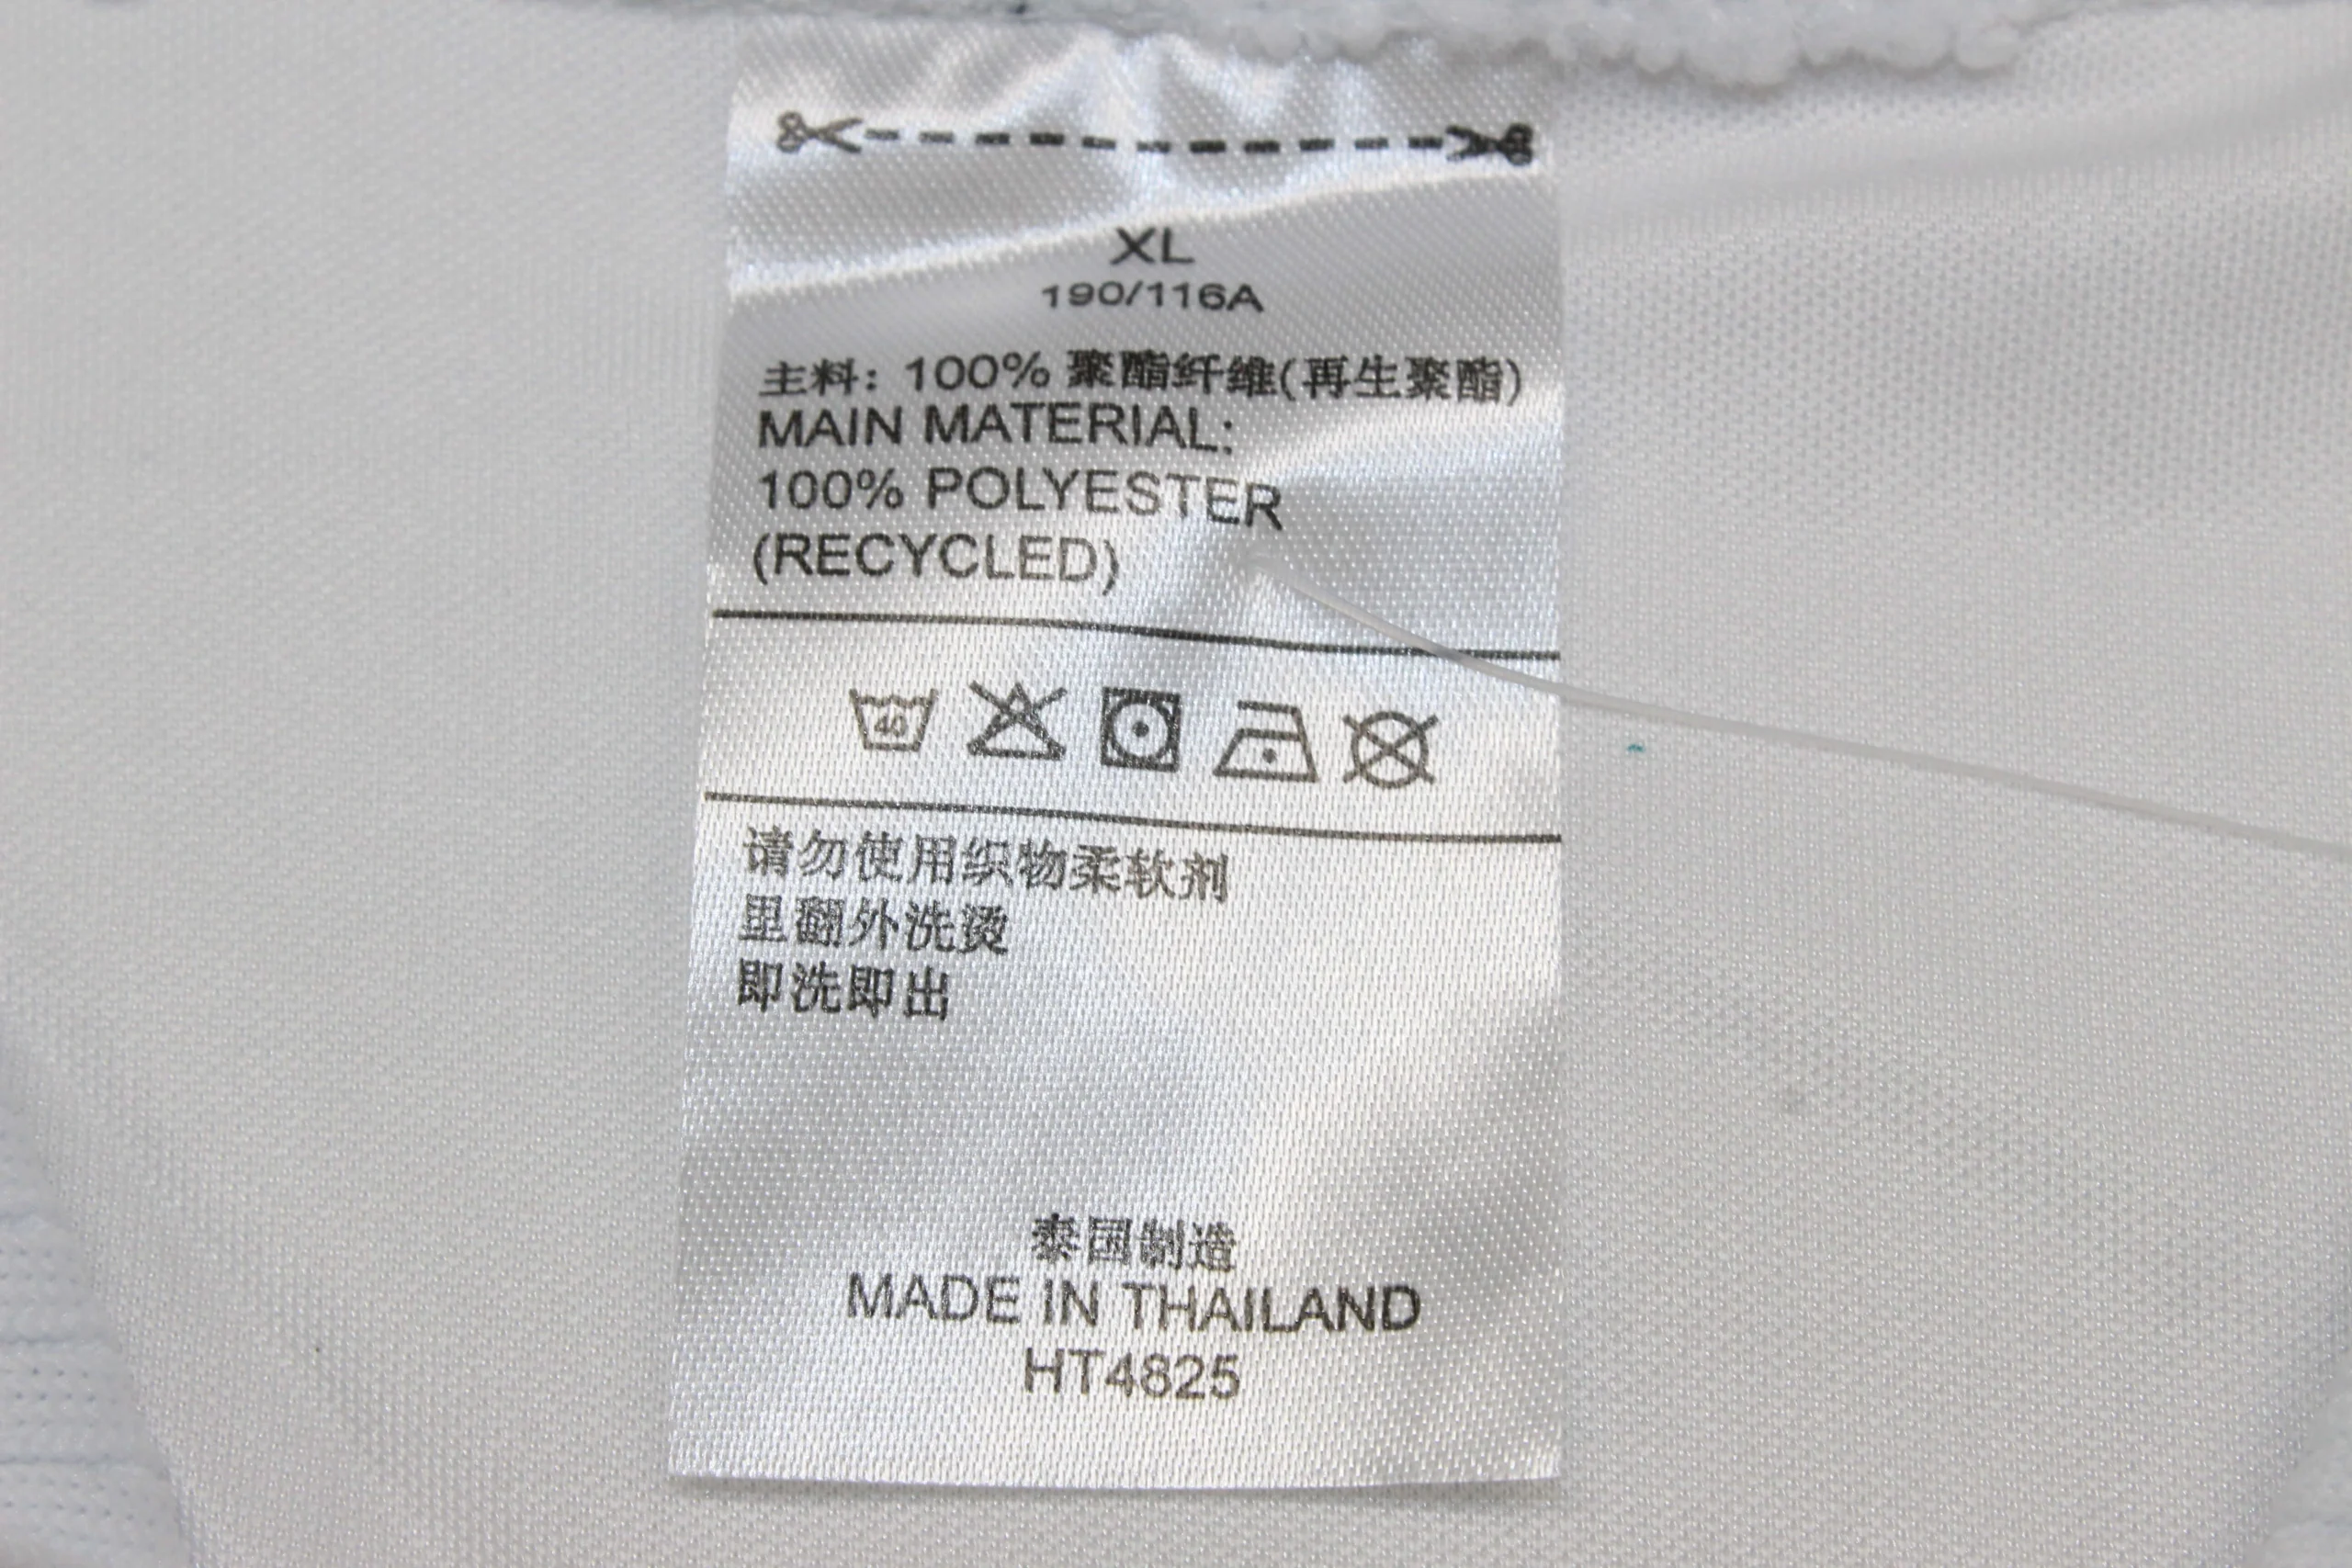 XL
190/116A
主料: 100% 聚酯纤维(再生聚酯)
MAIN MATERIAL:
100% POLYESTER
(RECYCLED)
40
请勿使用织物柔软剂
里翻外洗烫
即洗即出
泰国制造
MADE IN THAILAND
HT4825